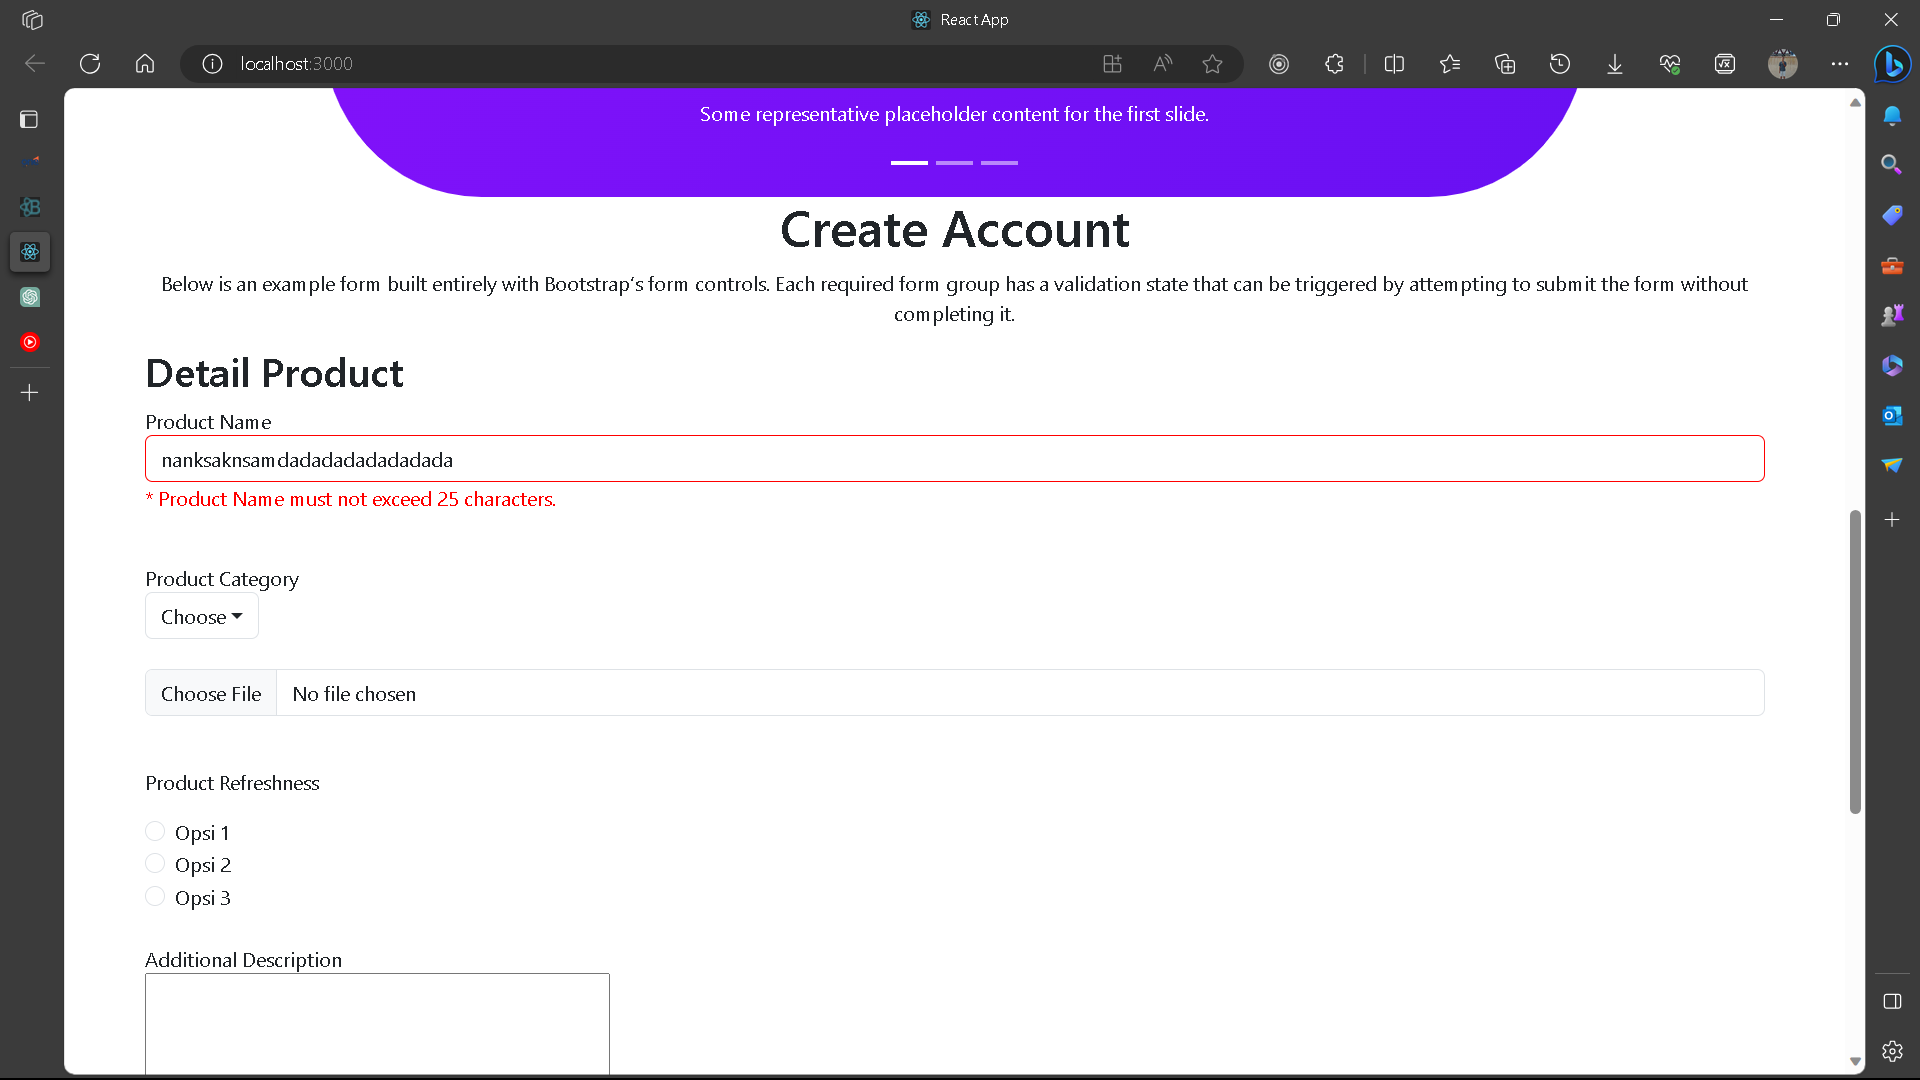 React App
localhost:3000
Some representative placeholder content for the first slide.
Create Account
Below is an example form built entirely with Bootstrap’s form controls. Each required form group has a validation state that can be triggered by attempting to submit the form without
completing it.
Detail Product
Product Name
nanksaknsamdadadadadadadada
* Product Name must not exceed 25 characters.
Product Category
Choose
Choose File No file chosen
Product Refreshness
Opsi 1
Opsi 2
Opsi 3
Additional Description